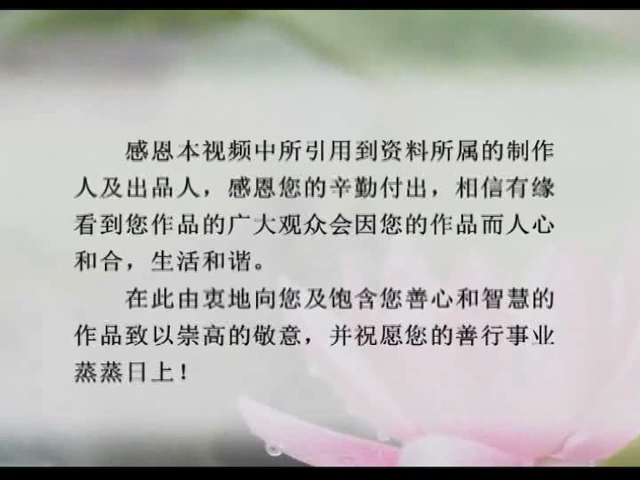 感恩本视频中所引用到资料所属的制作
人及出品人，感恩您的辛勤付出，相信有缘
看到您作品的广大观众会因您的作品而人心
和合，生活和谐。
在此由衷地向您及饱含您善心和智慧的
作品致以崇高的敬意，并祝愿您的善行事业
蒸蒸日上！